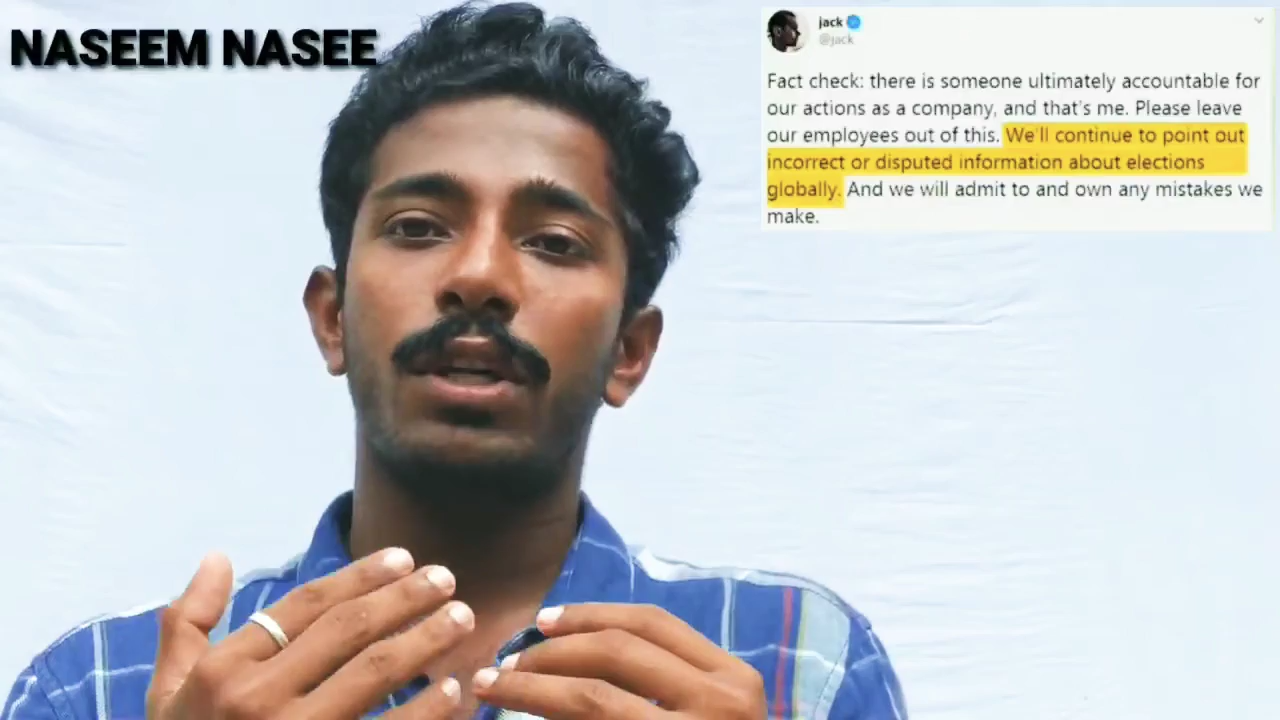 NASEEM NASEE
jack
@jack
Fact check: there is someone ultimately accountable for
our actions as a company, and that's me. Please leave
our employees out of this. We'll continue to point out
incorrect or disputed information about elections
globally. And we will admit to and own any mistakes we
make.